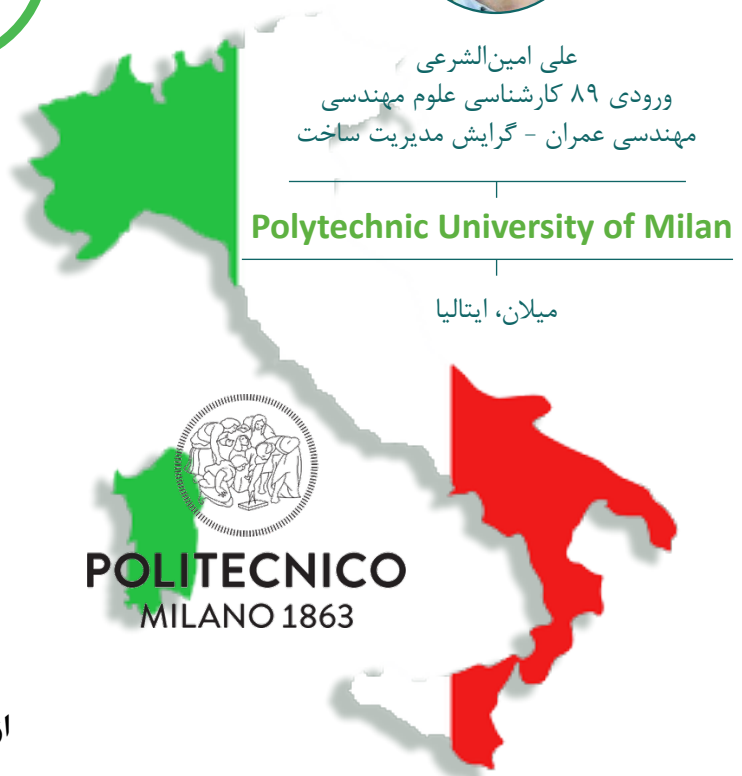 علی امین‌الشرعی
ورودی ۸۹ کارشناسی علوم مهندسی
مهندسی عمران - گرایش مدیریت ساخت
Polytechnic University of Milan
میلان، ایتالیا
POLITECNICO
MILANO 1863